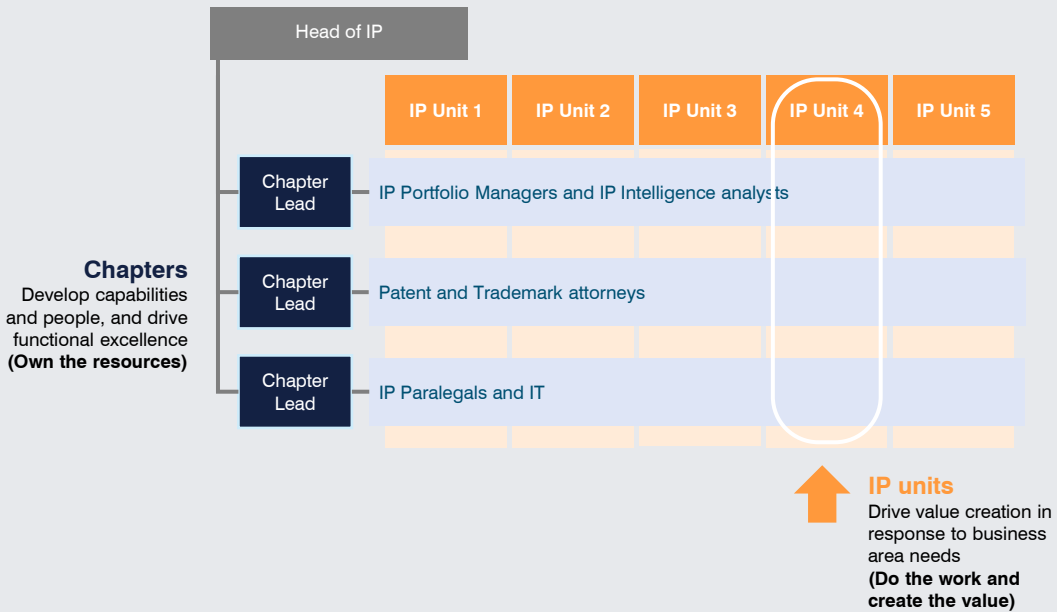 Head of IP
IP Unit 1
IP Unit 2
IP Unit 3
IP Unit 4
IP Unit 5
Chapter
Lead
IP Portfolio Managers and IP Intelligence analysts
Chapters
Develop capabilities
and people, and drive
functional excellence
(Own the resources)
Chapter
Lead
Patent and Trademark attorneys
Chapter
Lead
IP Paralegals and IT
IP units
Drive value creation in
response to business
area needs
(Do the work and
create the value)